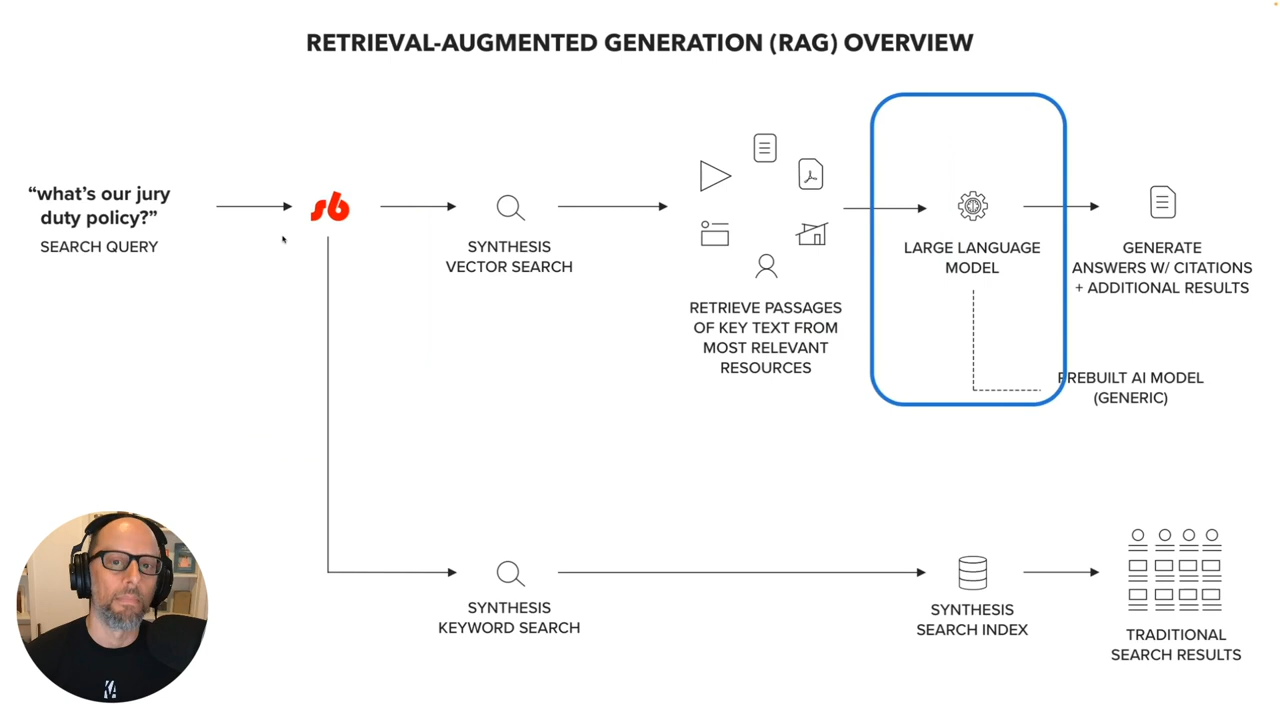 RETRIEVAL-AUGMENTED GENERATION (RAG) OVERVIEW
“what’s our jury
duty policy?”
SEARCH QUERY
sb
SYNTHESIS
VECTOR SEARCH
RETRIEVE PASSAGES
OF KEY TEXT FROM
MOST RELEVANT
RESOURCES
LARGE LANGUAGE
MODEL
GENERATE
ANSWERS W/ CITATIONS
+ ADDITIONAL RESULTS
PREBUILT AI MODEL
(GENERIC)
SYNTHESIS
KEYWORD SEARCH
SYNTHESIS
SEARCH INDEX
TRADITIONAL
SEARCH RESULTS